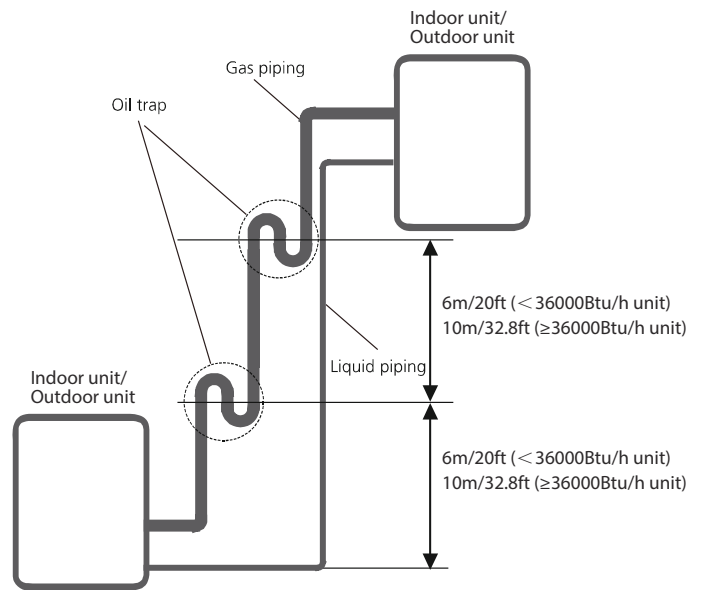 Indoor unit/
Outdoor unit
Gas piping
Oil trap
6m/20ft (<36000Btu/h unit)
10m/32.8ft (≥36000Btu/h unit)
Liquid piping
Indoor unit/
Outdoor unit
6m/20ft (<36000Btu/h unit)
10m/32.8ft (≥36000Btu/h unit)